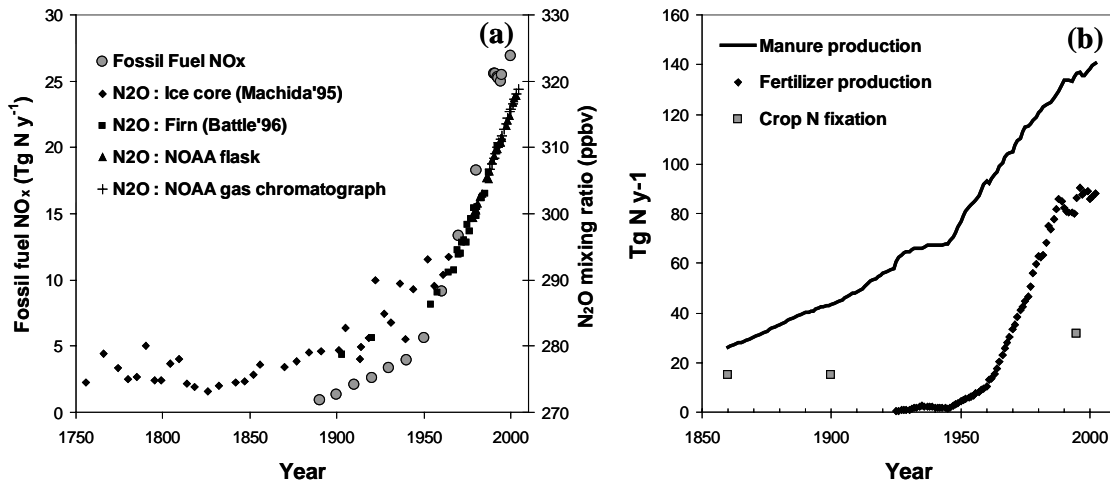 (a)
Fossil Fuel NOx
N2O : Ice core (Machida'95)
N2O : Firn (Battle'96)
N2O : NOAA flask
N2O : NOAA gas chromatograph
Fossil fuel NOₓ (Tg N y⁻¹)
30
25
20
15
10
5
0
N₂O mixing ratio (ppbv)
330
320
310
300
290
280
270
1750
1800
1850
1900
1950
2000
Year
(b)
Manure production
Fertilizer production
Crop N fixation
Tg N y-1
160
140
120
100
80
60
40
20
0
1850
1900
1950
2000
Year